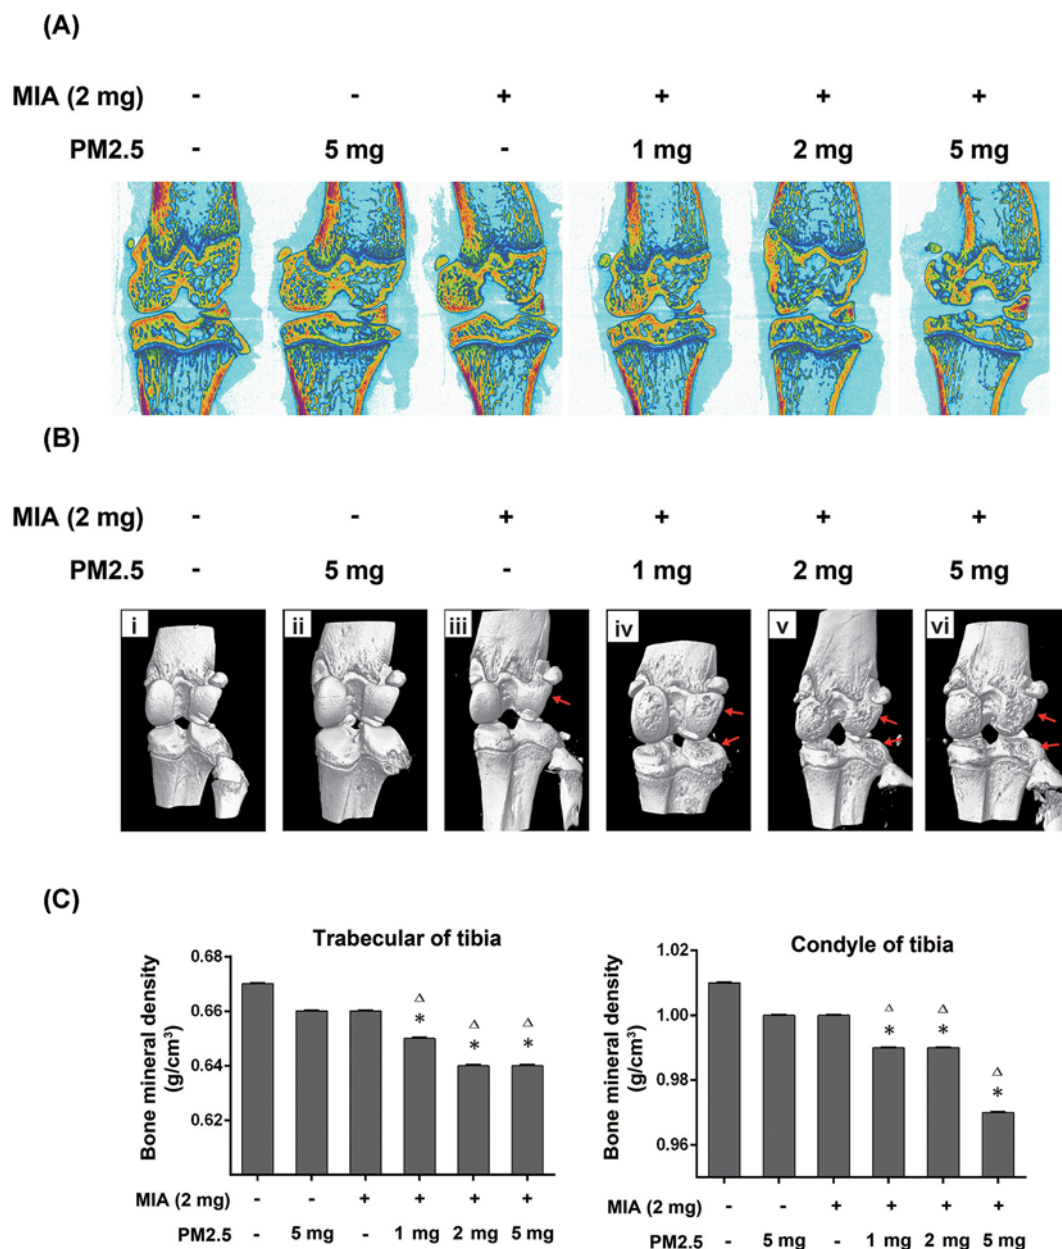 (A)
MIA (2 mg) - - + + + +
PM2.5 - 5 mg - 1 mg 2 mg 5 mg
(B)
MIA (2 mg) - - + + + +
PM2.5 - 5 mg - 1 mg 2 mg 5 mg
i ii iii iv v vi
(C)
Trabecular of tibia
Bone mineral density
(g/cm³)
0.68
0.66
0.64
0.62
Δ Δ Δ
* * *
MIA (2 mg) - - + + + +
PM2.5 - 5 mg - 1 mg 2 mg 5 mg
Condyle of tibia
Bone mineral density
(g/cm³)
1.02
1.00
0.98
0.96
Δ Δ Δ
* * *
MIA (2 mg) - - + + + +
PM2.5 - 5 mg - 1 mg 2 mg 5 mg